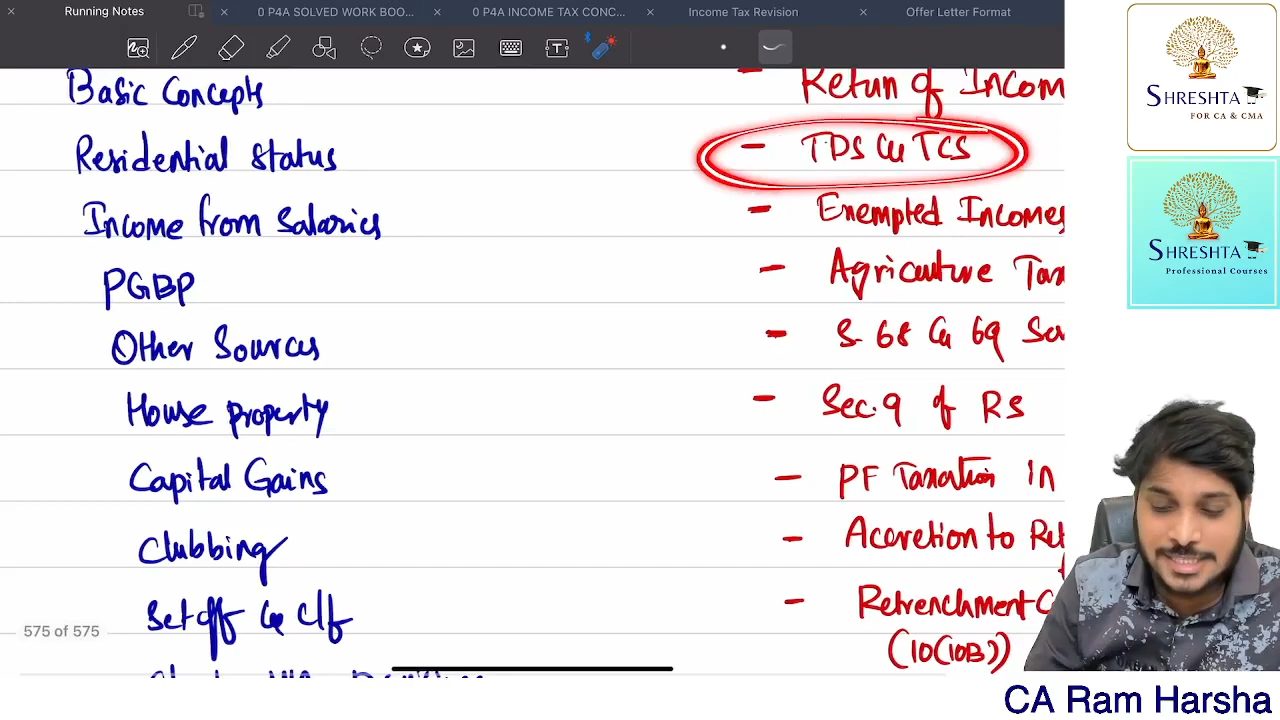 Running Notes
0 P4A SOLVED WORK BOO...
0 P4A INCOME TAX CONC...
Income Tax Revision
Offer Letter Format
Basic Concepts
Residential status
Income from Salaries
PGBP
Other Sources
House property
Capital Gains
Clubbing
Set off & C/f
Return of Incom
- TDS & TCS
- Exempted Incomes
- Agriculture Tax
- S. 68 & 69
- Sec. 9 of RS
- PF Taxation in
- Accretion to
- Retrenchment C
(10(10B))
575 of 575
SHRESHTA
FOR CA & CMA
SHRESHTA
Professional Courses
CA Ram Harsha